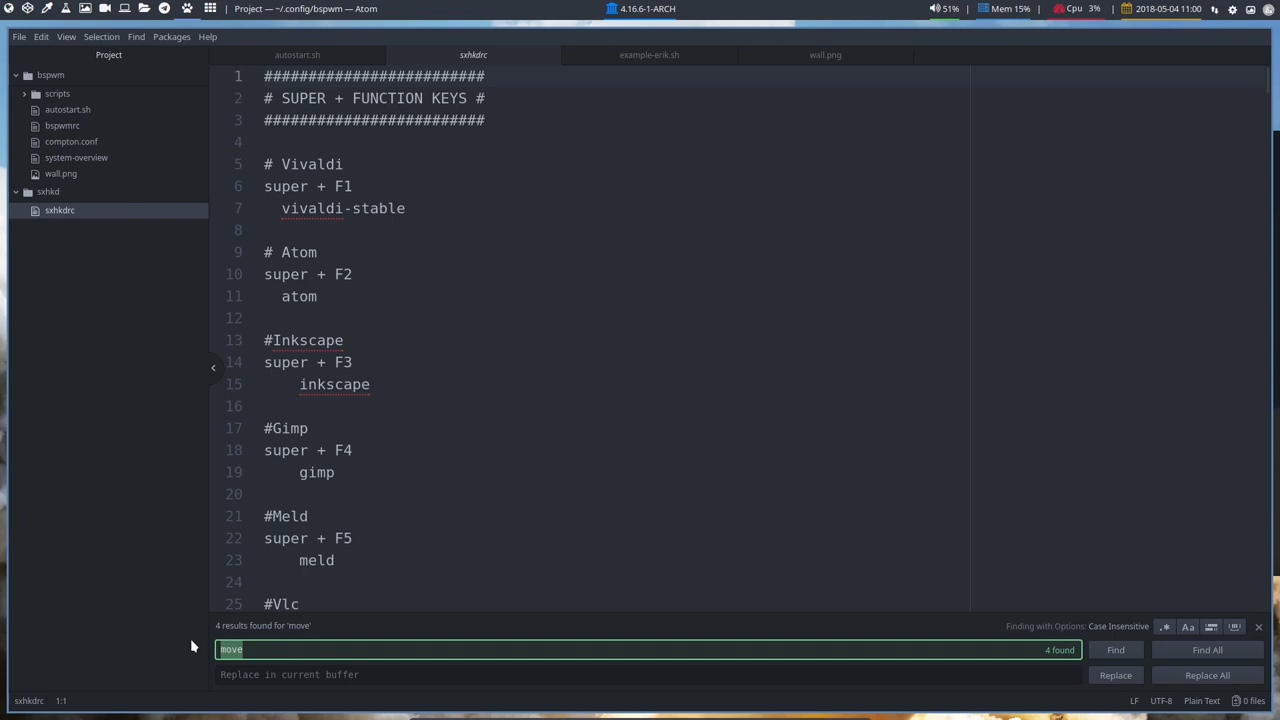 Project — ~/.config/bspwm — Atom
4.16.6-1-ARCH
51%
Mem 15%
Cpu 3%
2018-05-04 11:00
File Edit View Selection Find Packages Help
Project
autostart.sh
sxhkdrc
example-erik.sh
wall.png
bspwm
scripts
autostart.sh
bspwmrc
compton.conf
system-overview
wall.png
sxhkd
sxhkdrc
1 #########################
2 # SUPER + FUNCTION KEYS #
3 #########################
4
5 # Vivaldi
6 super + F1
7 vivaldi-stable
8
9 # Atom
10 super + F2
11 atom
12
13 #Inkscape
14 super + F3
15 inkscape
16
17 #Gimp
18 super + F4
19 gimp
20
21 #Meld
22 super + F5
23 meld
24
25 #Vlc
4 results found for 'move'
Finding with Options: Case Insensitive
.* Aa
move
4 found
Find
Find All
Replace in current buffer
Replace
Replace All
sxhkdrc 1:1
LF UTF-8 Plain Text 0 files